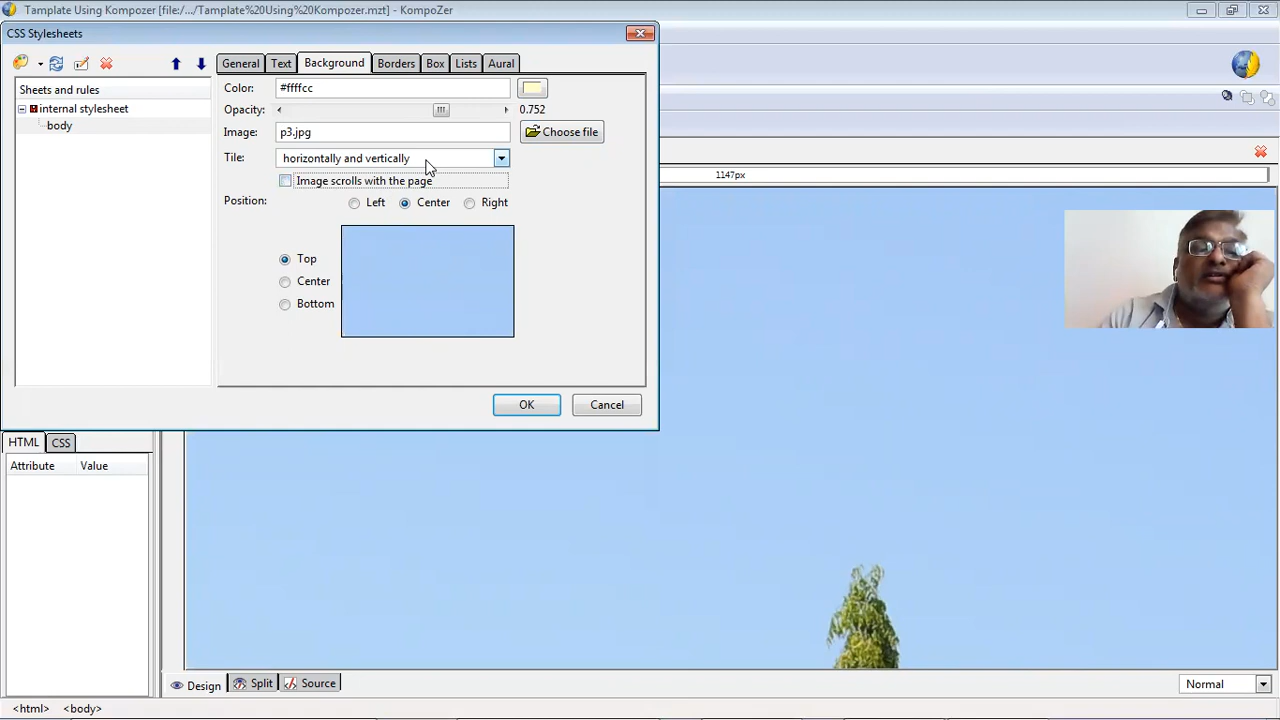 Tamplate Using Kompozer [file:/.../Tamplate%20Using%20Kompozer.mzt] - KompoZer
CSS Stylesheets
General Text Background Borders Box Lists Aural
Sheets and rules
internal stylesheet
body
Color: #ffffcc
Opacity: 0.752
Image: p3.jpg Choose file
Tile: horizontally and vertically
Image scrolls with the page
Position: Left Center Right
Top
Center
Bottom
OK Cancel
1147px
HTML CSS
Attribute Value
Design Split Source
Normal
<html> <body>